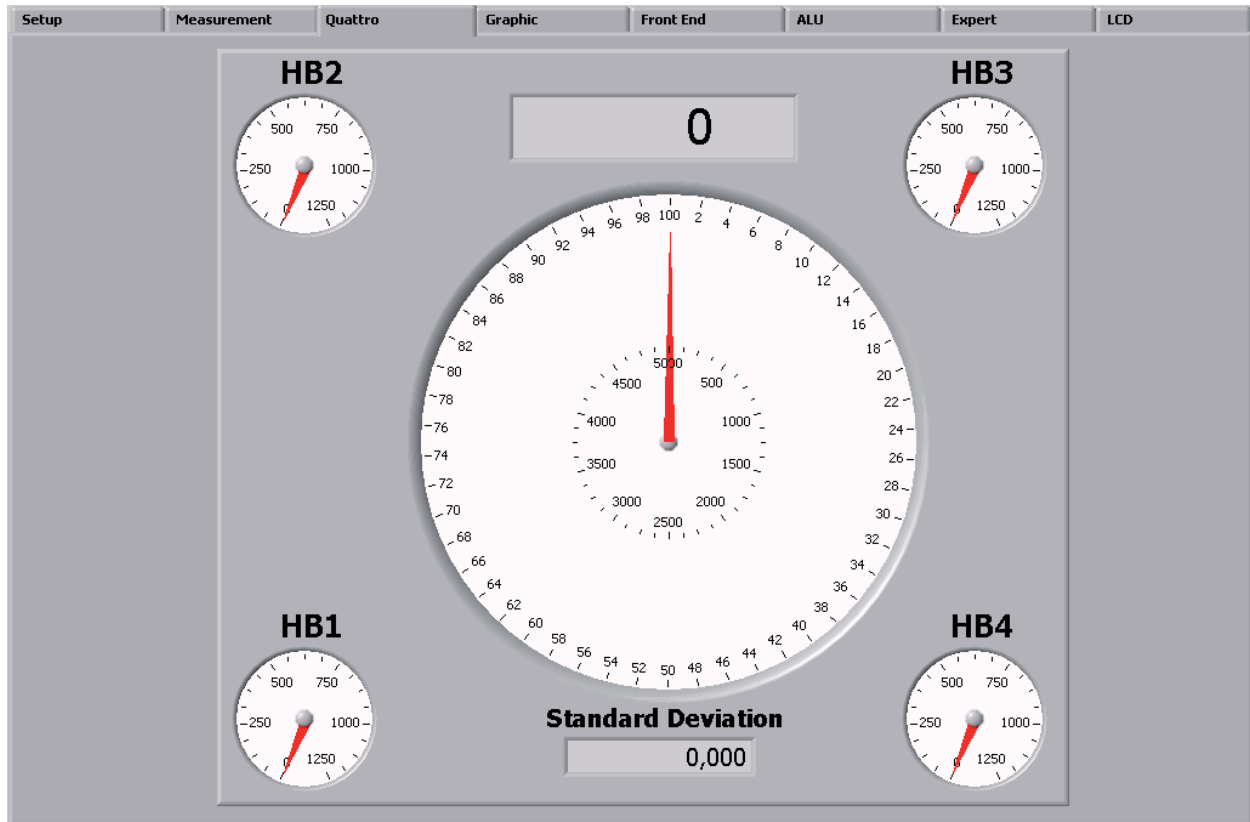 Setup Measurement Quattro Graphic Front End ALU Expert LCD
HB2
500 750
250 1000
0 1250
HB3
500 750
250 1000
0 1250
0
100 2 4 6 8 10 12 14 16 18 20 22 24 26 28 30 32 34 36 38 40 42 44 46 48 50 52 54 56 58 60 62 64 66 68 70 72 74 76 78 80 82 84 86 88 90 92 94 96 98
5000 500 1000 1500 2000 2500 3000 3500 4000 4500
HB1
500 750
250 1000
0 1250
Standard Deviation
0,000
HB4
500 750
250 1000
0 1250